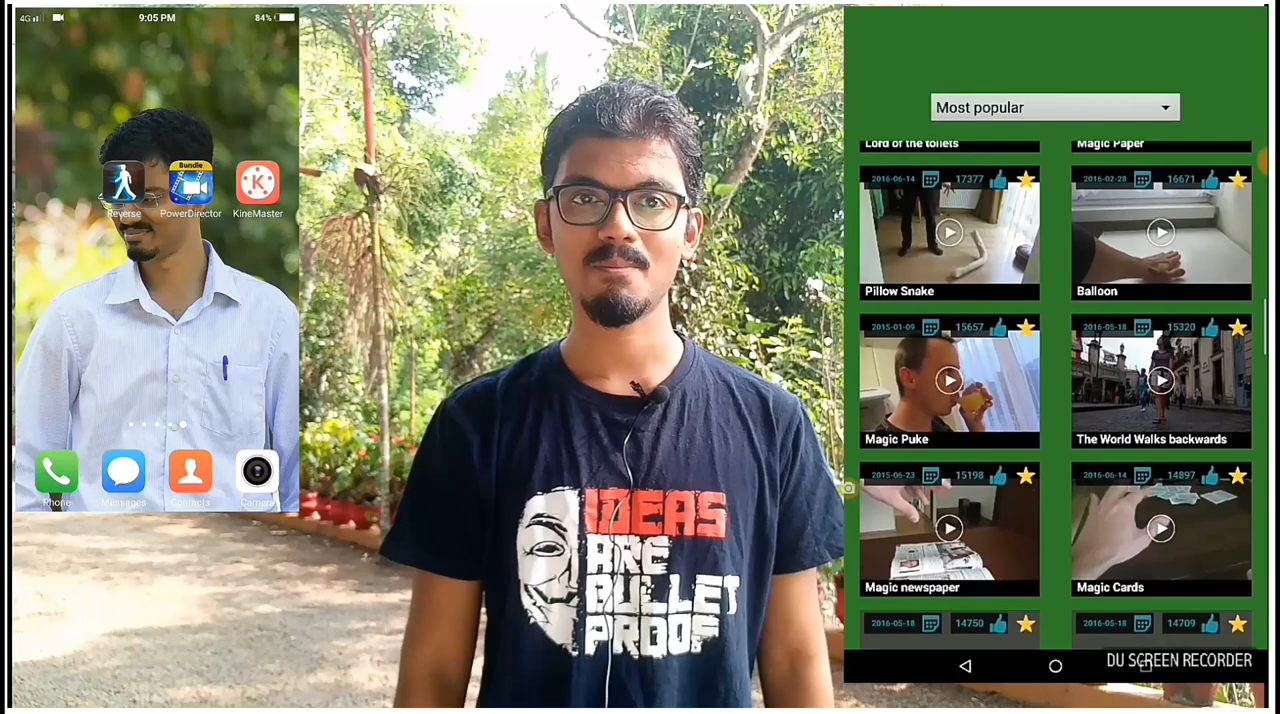 4G
9:05 PM
84%
Bundle
Reverse
PowerDirector
KineMaster
Phone
Messages
Contacts
Camera
IDEAS
ARE
BULLET
PROOF
Most popular
Lord of the toilets
Magic Paper
2016-06-14 17377
2016-02-28 16671
Pillow Snake
Balloon
2015-01-09 15657
2016-05-18 15320
Magic Puke
The World Walks backwards
2015-06-23 15198
2016-06-14 14897
Magic newspaper
Magic Cards
2016-05-18 14750
2016-05-18 14709
DU SCREEN RECORDER